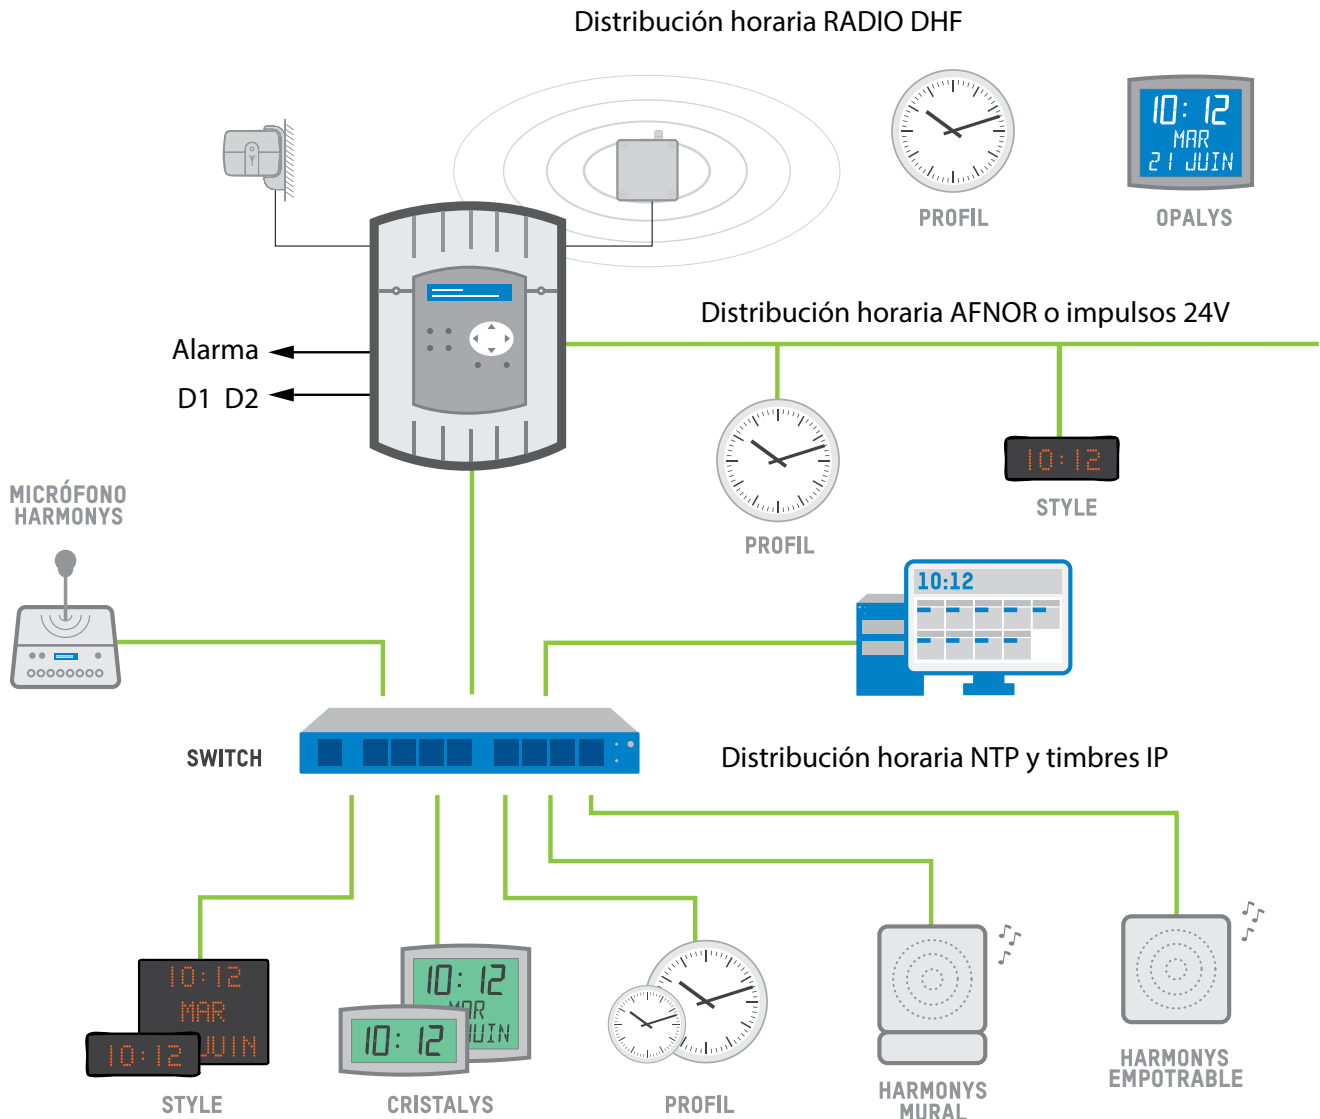 Distribución horaria RADIO DHF
10:12
MAR
21 JUIN
PROFIL
OPALYS
Distribución horaria AFNOR o impulsos 24V
Alarma
D1 D2
10:12
STYLE
PROFIL
MICRÓFONO
HARMONYS
10:12
SWITCH
Distribución horaria NTP y timbres IP
10:12
MAR
JUIN
10:12
STYLE
10:12
MAR
JUIN
10:12
CRISTALYS
PROFIL
HARMONYS
MURAL
HARMONYS
EMPOTRABLE